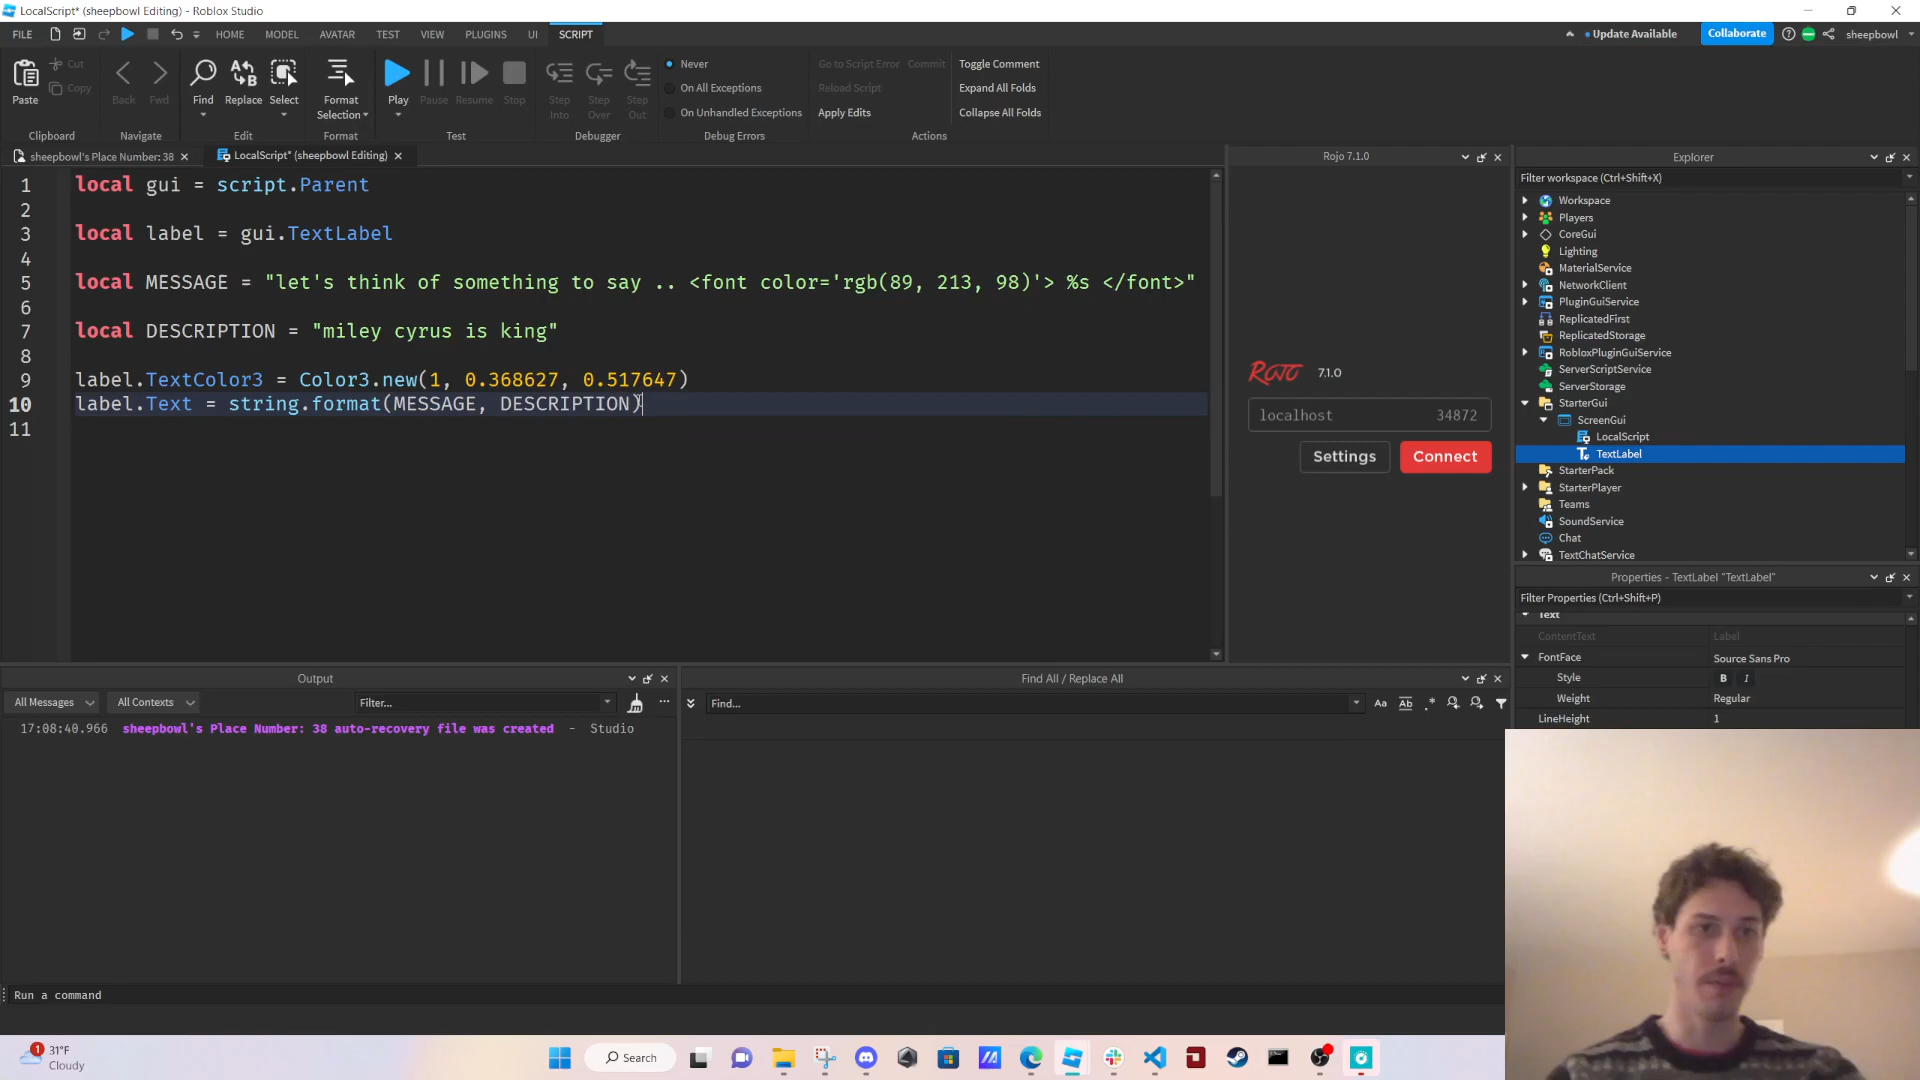 LocalScript* (sheepbowl Editing) - Roblox Studio
FILE HOME MODEL AVATAR TEST VIEW PLUGINS UI SCRIPT Update Available Collaborate sheepbowl
Paste Cut Copy Back Fwd Find Replace Select Format Selection Play Pause Resume Stop Step Into Step Over Step Out
Never Go to Script Error Commit Toggle Comment
On All Exceptions Reload Script Expand All Folds
On Unhandled Exceptions Apply Edits Collapse All Folds
Clipboard Navigate Edit Format Test Debugger Debug Errors Actions
sheepbowl's Place Number: 38 LocalScript* (sheepbowl Editing)
1 local gui = script.Parent
2
3 local label = gui.TextLabel
4
5 local MESSAGE = "let's think of something to say .. <font color='rgb(89, 213, 98)'> %s </font>"
6
7 local DESCRIPTION = "miley cyrus is king"
8
9 label.TextColor3 = Color3.new(1, 0.368627, 0.517647)
10 label.Text = string.format(MESSAGE, DESCRIPTION)
11
Rojo 7.1.0
ROJO 7.1.0
localhost 34872
Settings Connect
Explorer
Filter workspace (Ctrl+Shift+X)
Workspace
Players
CoreGui
Lighting
MaterialService
NetworkClient
PluginGuiService
ReplicatedFirst
ReplicatedStorage
RobloxPluginGuiService
ServerScriptService
ServerStorage
StarterGui
ScreenGui
LocalScript
TextLabel
StarterPack
StarterPlayer
Teams
SoundService
Chat
TextChatService
Properties - TextLabel "TextLabel"
Filter Properties (Ctrl+Shift+P)
Text
ContentText Label
FontFace Source Sans Pro
Style B I
Weight Regular
LineHeight 1
Output
All Messages All Contexts Filter...
17:08:40.966 sheepbowl's Place Number: 38 auto-recovery file was created - Studio
Find All / Replace All
Find... Aa Ab .*
Run a command
1 31°F
Cloudy
Search